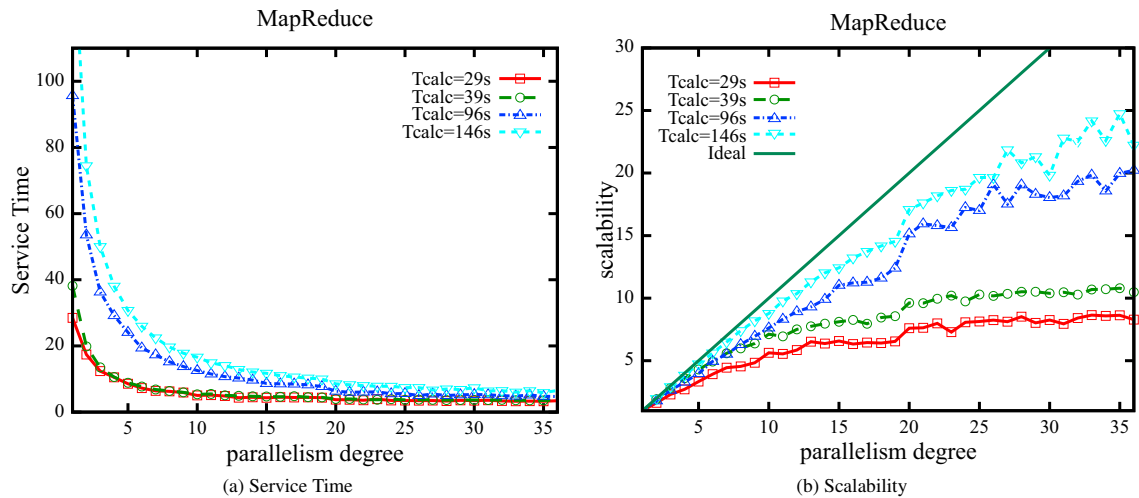 MapReduce
Service Time
100
80
60
40
20
0
5 10 15 20 25 30 35
parallelism degree
Tcalc=29s
Tcalc=39s
Tcalc=96s
Tcalc=146s
(a) Service Time
MapReduce
scalability
30
25
20
15
10
5
5 10 15 20 25 30 35
parallelism degree
Tcalc=29s
Tcalc=39s
Tcalc=96s
Tcalc=146s
Ideal
(b) Scalability